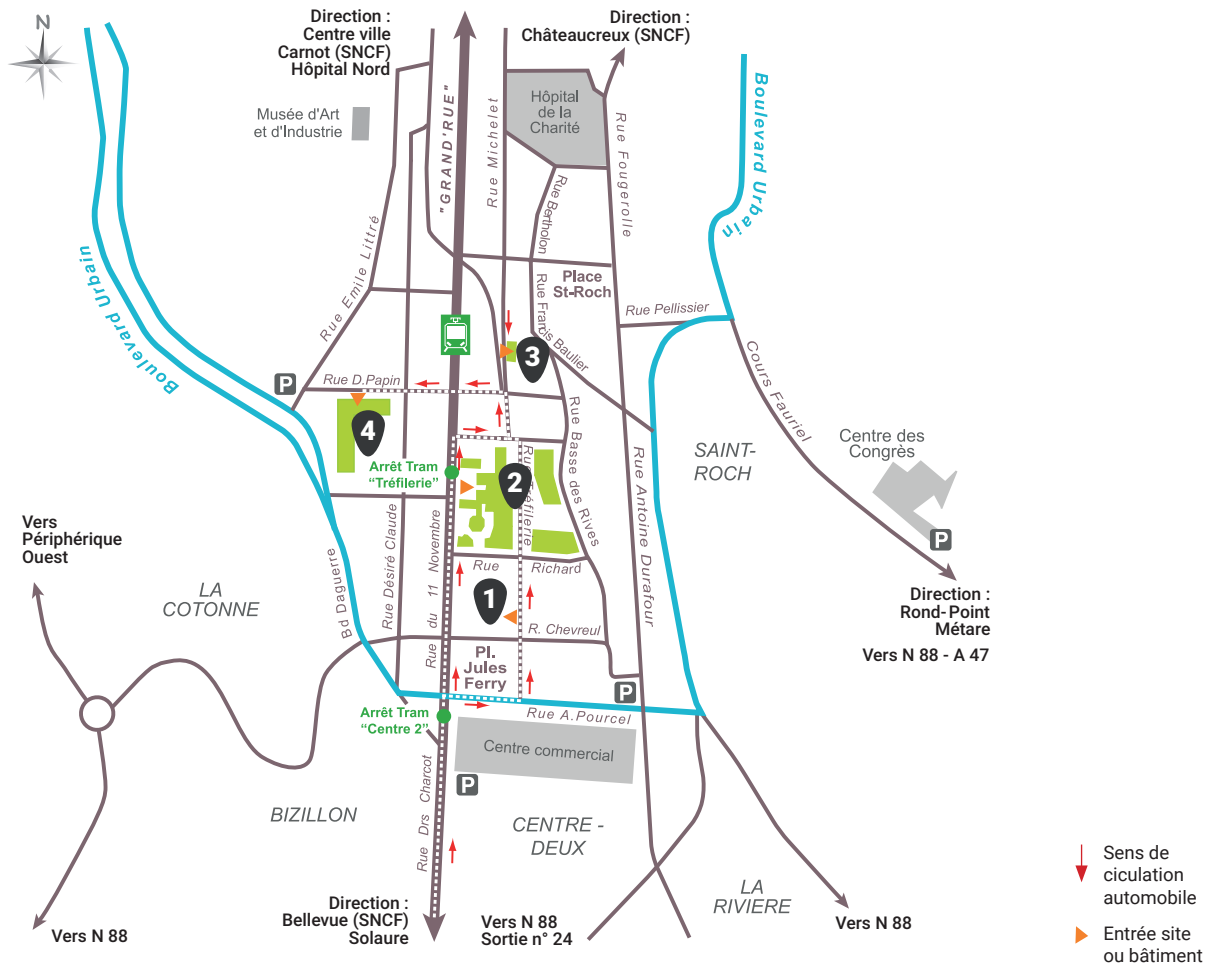 N
Direction :
Centre ville
Carnot (SNCF)
Hôpital Nord
Direction :
Châteaucreux (SNCF)
Musée d'Art
et d'Industrie
"GRAND'RUE"
Rue Michelet
Hôpital
de la
Charité
Rue Fougerolle
Boulevard Urbain
Rue Bertholon
Rue Emile Littré
Boulevard Urbain
Place
St-Roch
Rue Francis Baulier
Rue Pellissier
Cours Fauriel
3
P
Rue D.Papin
4
Rue Basse des Rives
Arrêt Tram
“Tréfilerie”
2
Rue Tréfilerie
SAINT-
ROCH
Centre des
Congrès
P
Rue Antoine Durafour
Vers
Périphérique
Ouest
LA
COTONNE
Bd Daguerre
Rue Désiré Claude
Rue du 11 Novembre
Rue Richard
1
R. Chevreul
Direction :
Rond-Point
Métare
Vers N 88 - A 47
Pl.
Jules
Ferry
P
Rue A.Pourcel
Arrêt Tram
“Centre 2”
Centre commercial
P
BIZILLON
Rue Drs Charcot
CENTRE -
DEUX
LA
RIVIERE
Vers N 88
Direction :
Bellevue (SNCF)
Solaure
Vers N 88
Sortie n° 24
Vers N 88
Sens de
ciculation
automobile
Entrée site
ou bâtiment